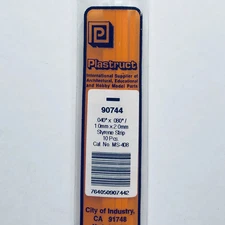 Plastruct
International Supplier of
Architectural, Educational
and Hobby Model Parts
90744
.040" x .080" /
1.0mm x 2.0mm
Styrene Strip
10 Pcs
Cat. No. MS-408
764050907442
City of Industry,
CA 91748